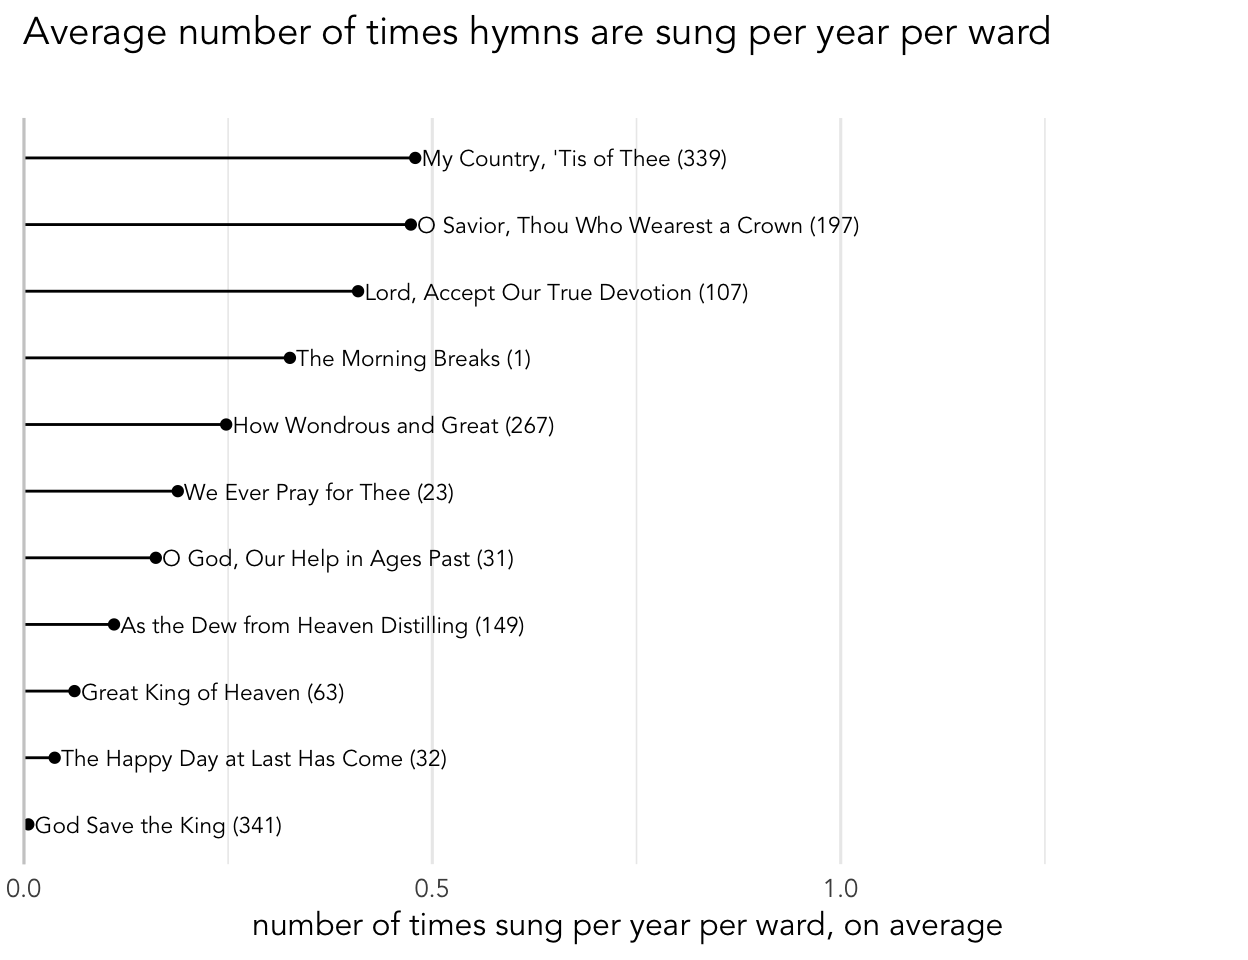 Average number of times hymns are sung per year per ward
My Country, 'Tis of Thee (339)
O Savior, Thou Who Wearest a Crown (197)
Lord, Accept Our True Devotion (107)
The Morning Breaks (1)
How Wondrous and Great (267)
We Ever Pray for Thee (23)
O God, Our Help in Ages Past (31)
As the Dew from Heaven Distilling (149)
Great King of Heaven (63)
The Happy Day at Last Has Come (32)
God Save the King (341)
0.0 0.5 1.0
number of times sung per year per ward, on average